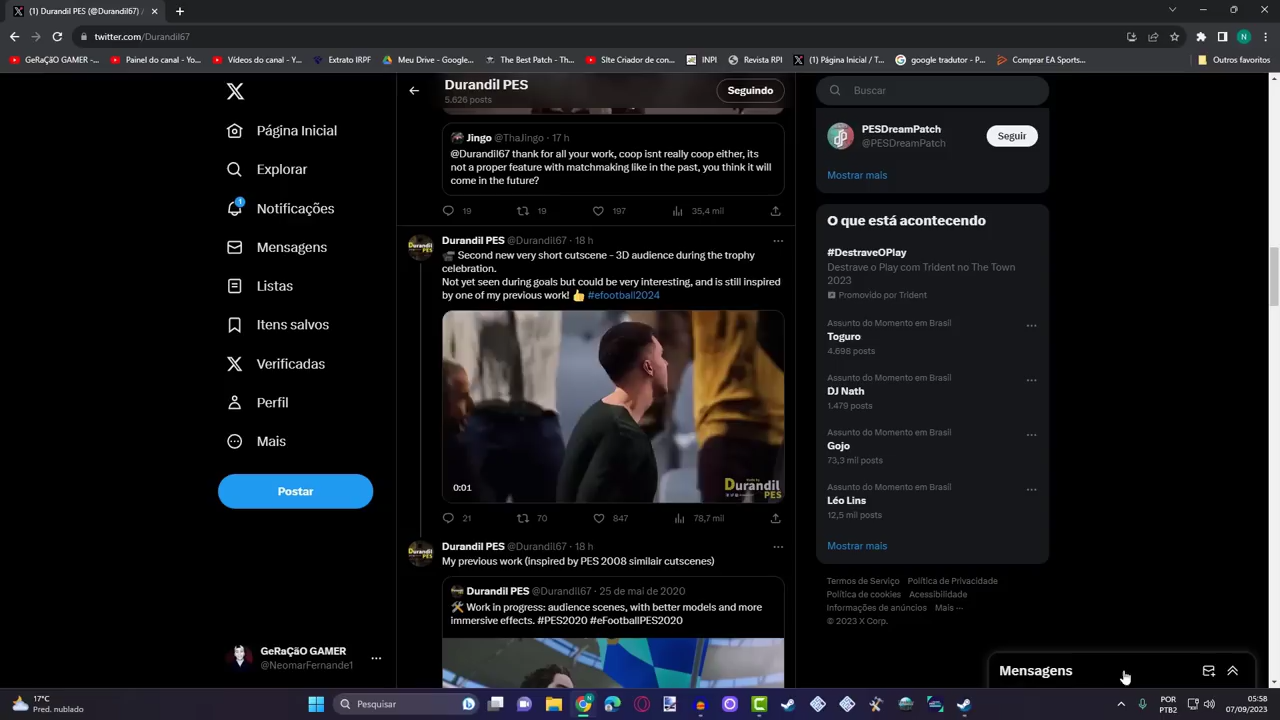 (1) Durandil PES (@Durandil67) /
twitter.com/Durandil67
GeRaÇãO GAMER -...
Painel do canal - Yo...
Vídeos do canal - Y...
Extrato IRPF
Meu Drive - Google...
The Best Patch - Th...
SIte Criador de con...
INPI
Revista RPI
(1) Página Inicial / T...
google tradutor - P...
Comprar EA Sports...
Outros favoritos
Página Inicial
Explorar
1
Notificações
Mensagens
Listas
Itens salvos
Verificadas
Perfil
Mais
Postar
GeRaÇãO GAMER
@NeomarFernande1
Durandil PES
5.626 posts
Seguindo
Jingo @ThaJingo · 17 h
@Durandil67 thank for all your work, coop isnt really coop either, its
not a proper feature with matchmaking like in the past, you think it will
come in the future?
19
19
197
35,4 mil
Durandil PES @Durandil67 · 18 h
Second new very short cutscene - 3D audience during the trophy
celebration.
Not yet seen during goals but could be very interesting, and is still inspired
by one of my previous work! 👍 #efootball2024
0:01
Durandil
PES
21
70
847
78,7 mil
Durandil PES @Durandil67 · 18 h
My previous work (inspired by PES 2008 similair cutscenes)
Durandil PES @Durandil67 · 25 de mai de 2020
Work in progress: audience scenes, with better models and more
immersive effects. #PES2020 #eFootballPES2020
Buscar
PESDreamPatch
@PESDreamPatch
Seguir
Mostrar mais
O que está acontecendo
#DestraveOPlay
Destrave o Play com Trident no The Town
2023
Promovido por Trident
Assunto do Momento em Brasil
Toguro
4.698 posts
Assunto do Momento em Brasil
DJ Nath
1.479 posts
Assunto do Momento em Brasil
Gojo
73,3 mil posts
Assunto do Momento em Brasil
Léo Lins
12,5 mil posts
Mostrar mais
Termos de Serviço Política de Privacidade
Política de cookies Acessibilidade
Informações de anúncios Mais ···
© 2023 X Corp.
Mensagens
17°C
Pred. nublado
Pesquisar
POR
PTB2
05:58
07/09/2023